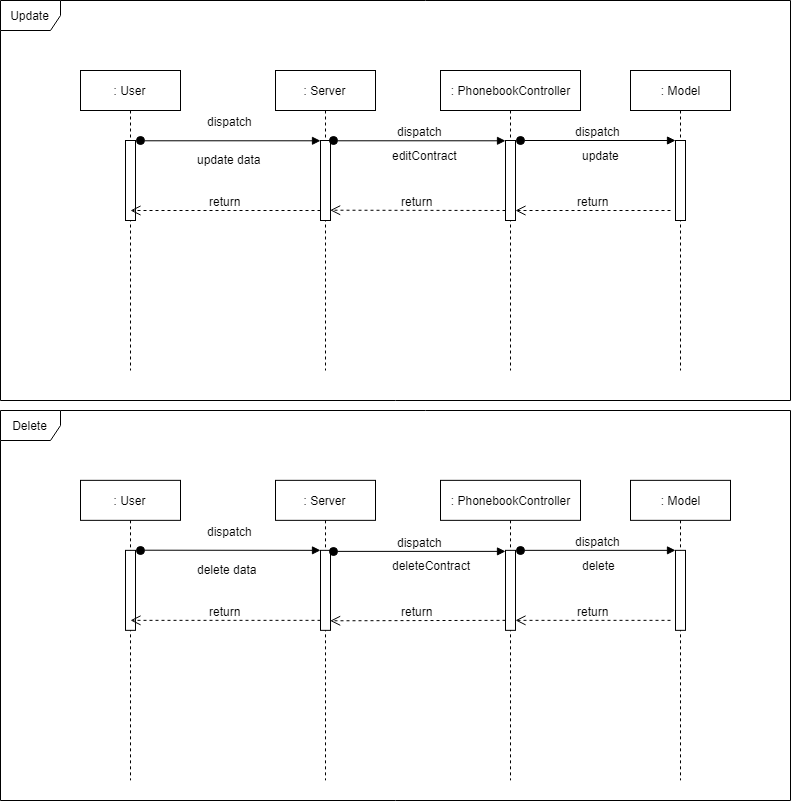 Update
: User
: Server
: PhonebookController
: Model
dispatch
dispatch
dispatch
update data
editContract
update
return
return
return
Delete
: User
: Server
: PhonebookController
: Model
dispatch
dispatch
dispatch
delete data
deleteContract
delete
return
return
return